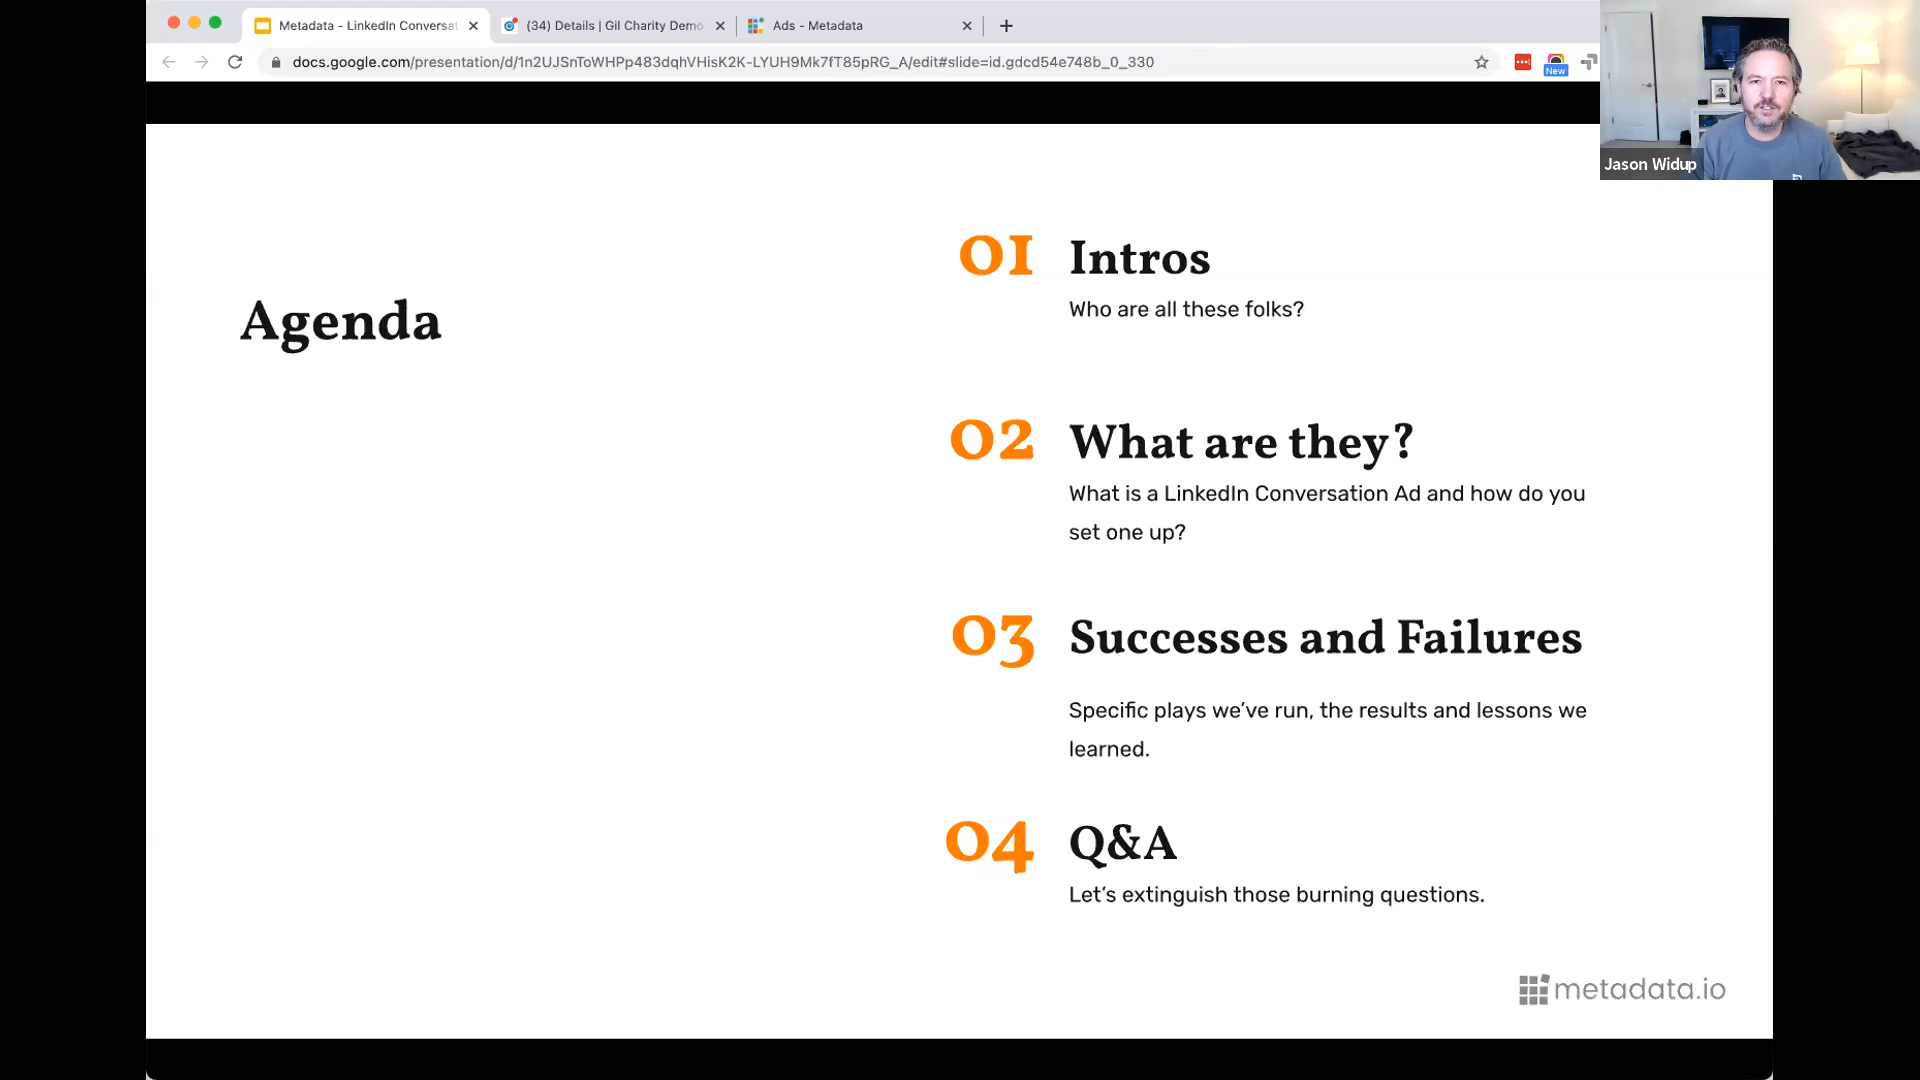 Metadata - LinkedIn Conversat
(34) Details | Gil Charity Demo
Ads - Metadata
docs.google.com/presentation/d/1n2UJSnToWHPp483dqhVHisK2K-LYUH9Mk7fT85pRG_A/edit#slide=id.gdcd54e748b_0_330
New
Jason Widup
Agenda
01 Intros
Who are all these folks?
02 What are they?
What is a LinkedIn Conversation Ad and how do you
set one up?
03 Successes and Failures
Specific plays we’ve run, the results and lessons we
learned.
04 Q&A
Let’s extinguish those burning questions.
metadata.io